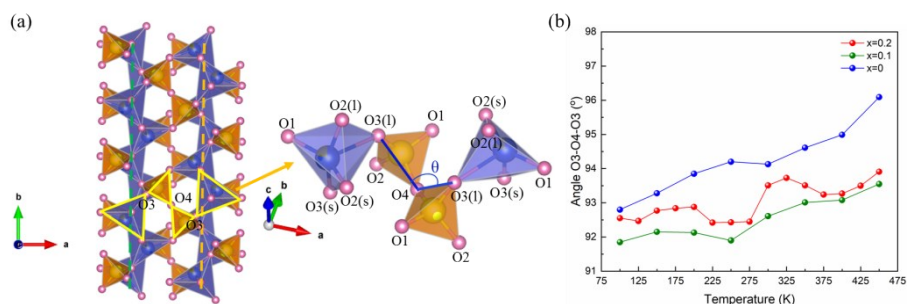 (a)
(b)
O2(s)
O2(l)
O3(l)
O1
O1
O2(l)
O3
O4
O3
b
a
c
b
a
θ
O2
O4
O3(l)
O3(s)
O1
O3(s)
O2(s)
O1
O2
x=0.2
x=0.1
x=0
97
96
95
94
93
92
91
Angle O3-O4-O3 (°)
75 125 175 225 275 325 375 425 475
Temperature (K)